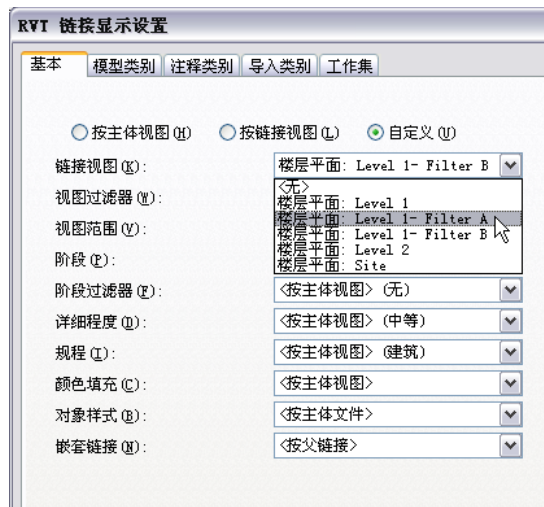 RVT 链接显示设置
基本 模型类别 注释类别 导入类别 工作集
按主体视图(H) 按链接视图(L) 自定义(U)
链接视图(K): 楼层平面: Level 1- Filter B
<无>
视图过滤器(W): 楼层平面: Level 1
楼层平面: Level 1- Filter A
视图范围(V): 楼层平面: Level 1- Filter B
楼层平面: Level 2
阶段(P): 楼层平面: Site
阶段过滤器(F): <按主体视图> (无)
详细程度(D): <按主体视图> (中等)
规程(I): <按主体视图> (建筑)
颜色填充(C): <按主体视图>
对象样式(B): <按主体文件>
嵌套链接(N): <按父链接>